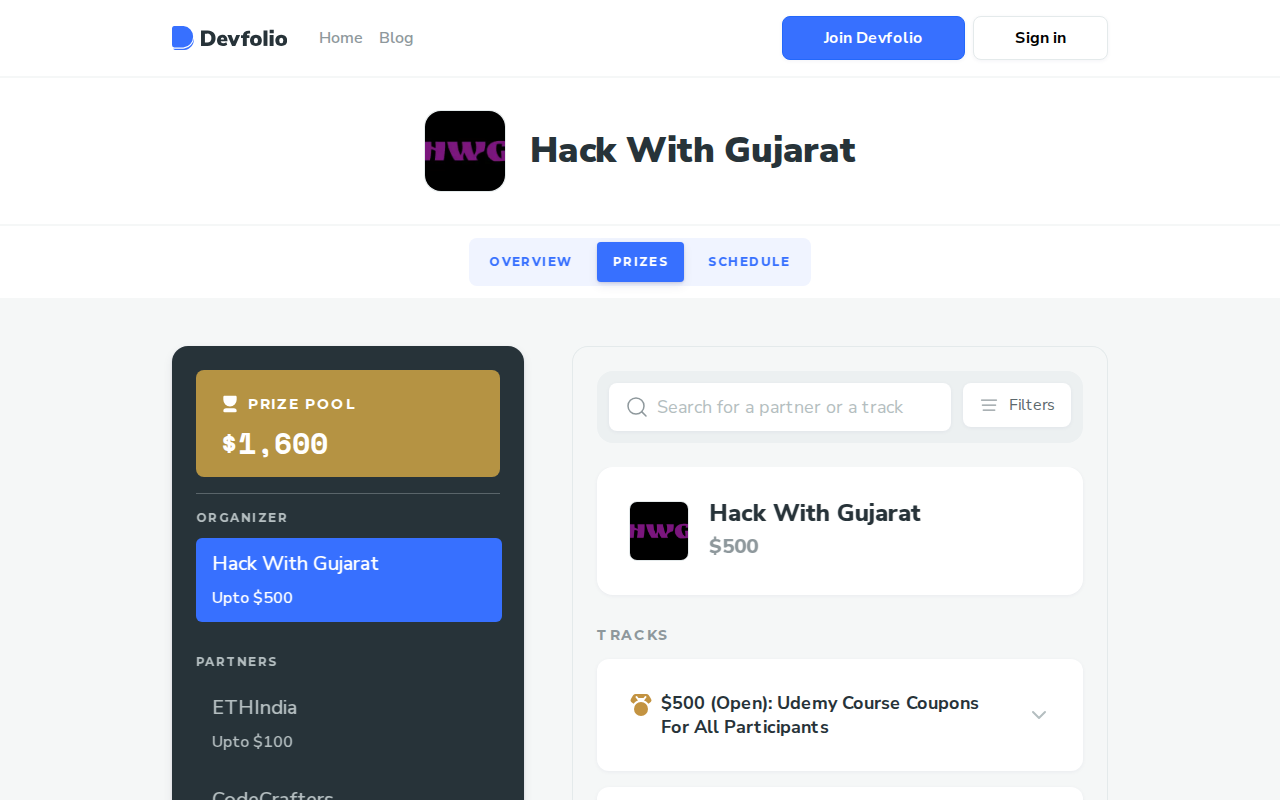 Devfolio
Home
Blog
Join Devfolio
Sign in
HWG
Hack With Gujarat
OVERVIEW
PRIZES
SCHEDULE
PRIZE POOL
$1,600
ORGANIZER
Hack With Gujarat
Upto $500
PARTNERS
ETHIndia
Upto $100
CodeCrafters
Search for a partner or a track
Filters
HWG
Hack With Gujarat
$500
TRACKS
$500 (Open): Udemy Course Coupons
For All Participants